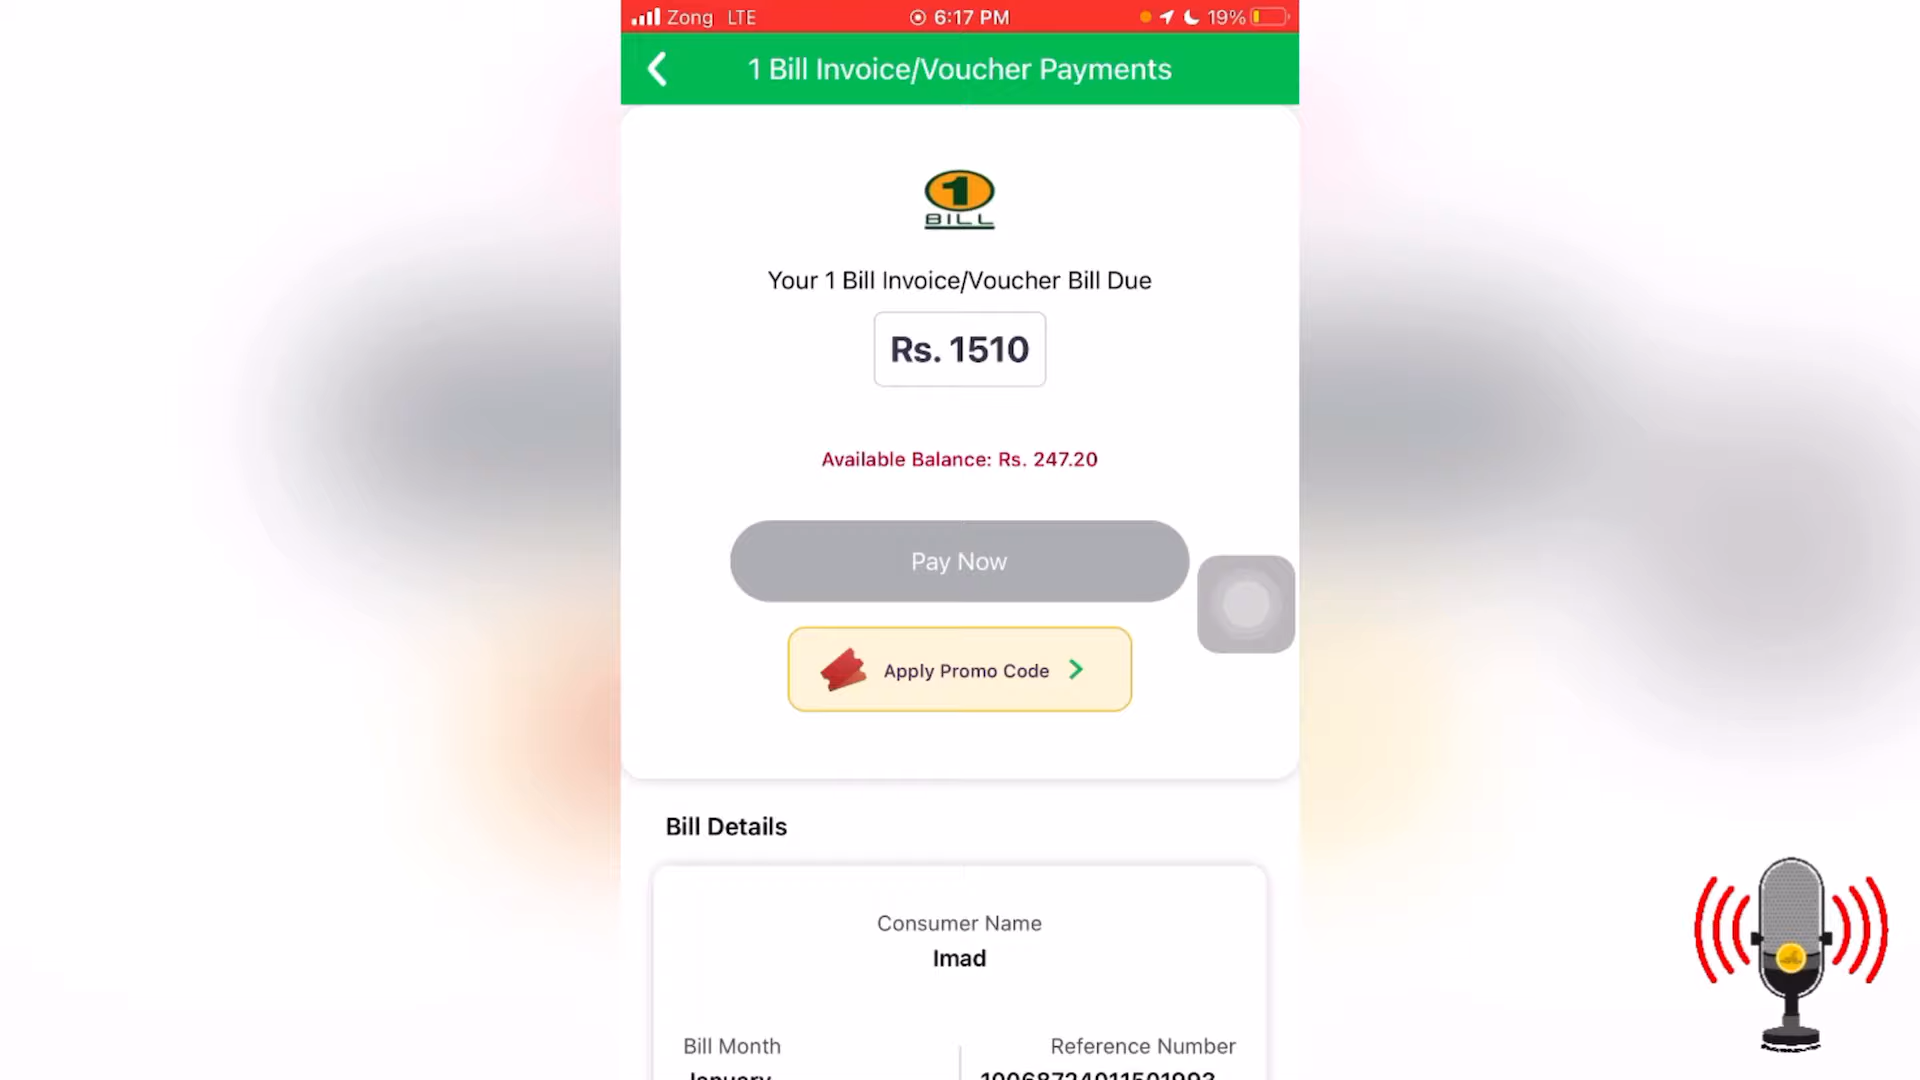 Zong LTE 6:17 PM 19%
1 Bill Invoice/Voucher Payments
1
BILL
Your 1 Bill Invoice/Voucher Bill Due
Rs. 1510
Available Balance: Rs. 247.20
Pay Now
Apply Promo Code
Bill Details
Consumer Name
Imad
Bill Month Reference Number
January